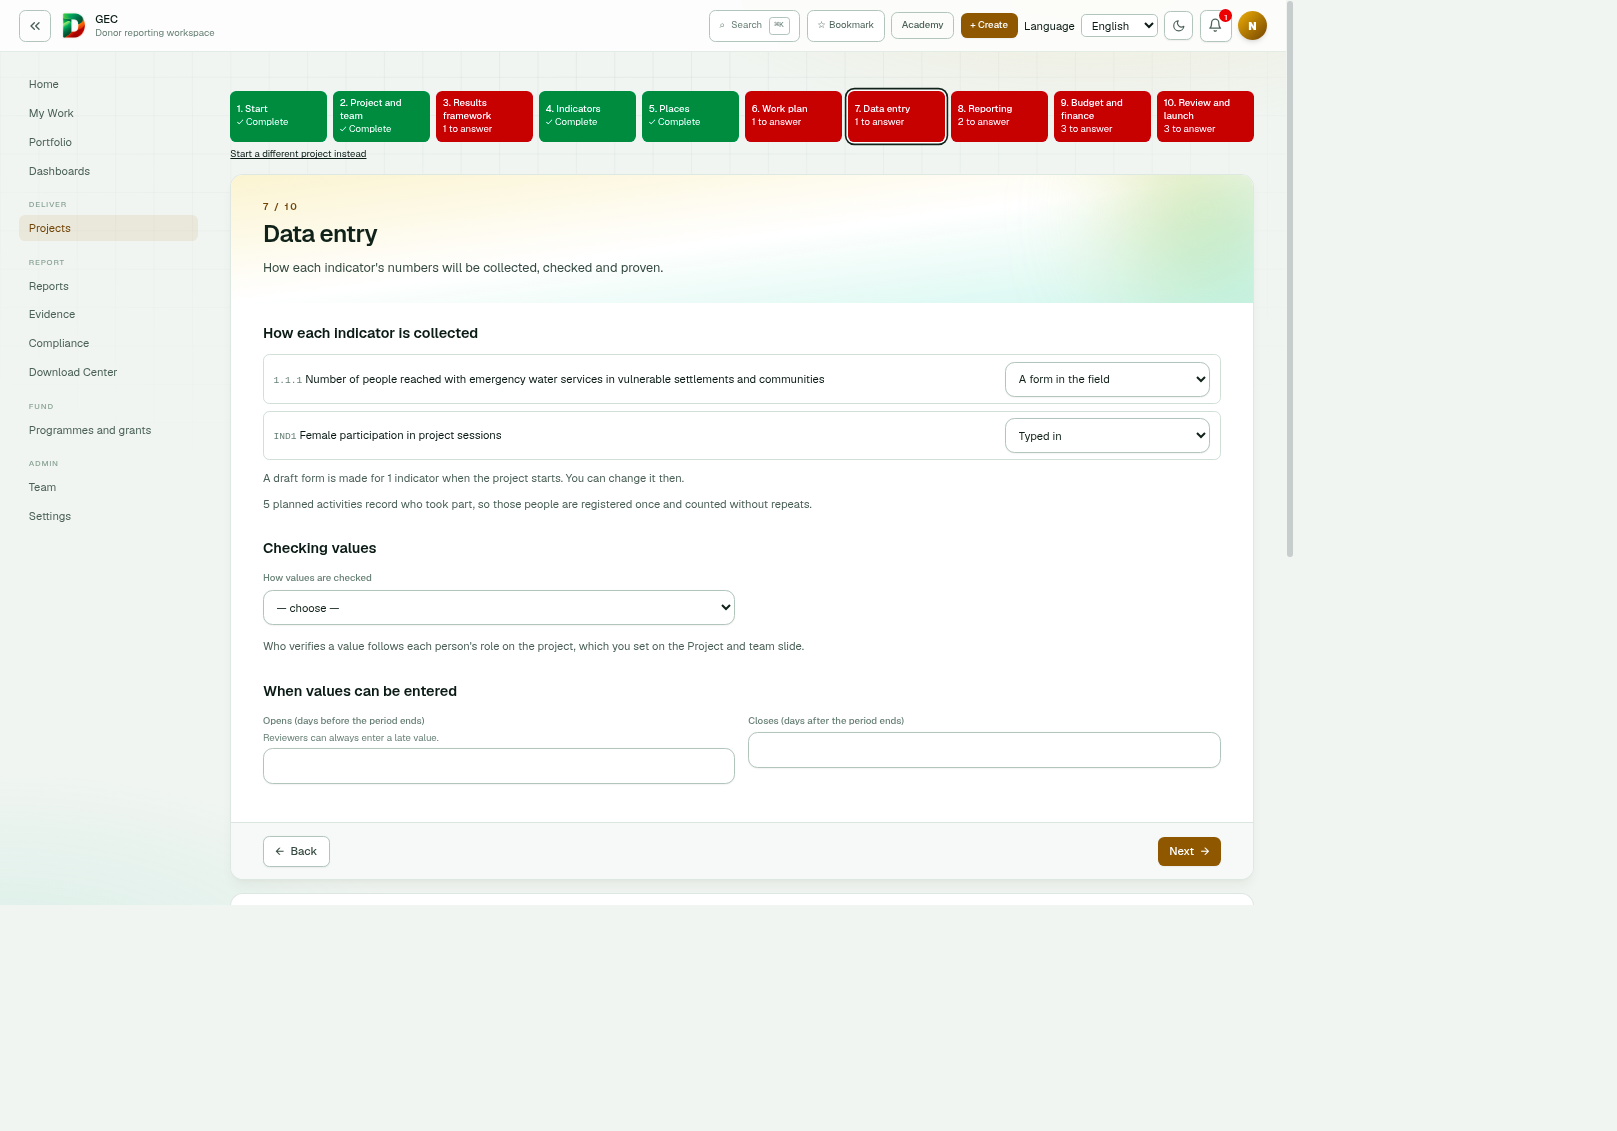 GEC
Donor reporting workspace
Search ⌘K
☆ Bookmark
Academy
+ Create
Language
English
1
N
Home
My Work
Portfolio
Dashboards
DELIVER
Projects
REPORT
Reports
Evidence
Compliance
Download Center
FUND
Programmes and grants
ADMIN
Team
Settings
1. Start
✓ Complete
2. Project and team
✓ Complete
3. Results framework
1 to answer
4. Indicators
✓ Complete
5. Places
✓ Complete
6. Work plan
1 to answer
7. Data entry
1 to answer
8. Reporting
2 to answer
9. Budget and finance
3 to answer
10. Review and launch
3 to answer
Start a different project instead
7 / 10
Data entry
How each indicator's numbers will be collected, checked and proven.
How each indicator is collected
1.1.1 Number of people reached with emergency water services in vulnerable settlements and communities
A form in the field
IND1 Female participation in project sessions
Typed in
A draft form is made for 1 indicator when the project starts. You can change it then.
5 planned activities record who took part, so those people are registered once and counted without repeats.
Checking values
How values are checked
— choose —
Who verifies a value follows each person's role on the project, which you set on the Project and team slide.
When values can be entered
Opens (days before the period ends)
Reviewers can always enter a late value.
Closes (days after the period ends)
← Back
Next →